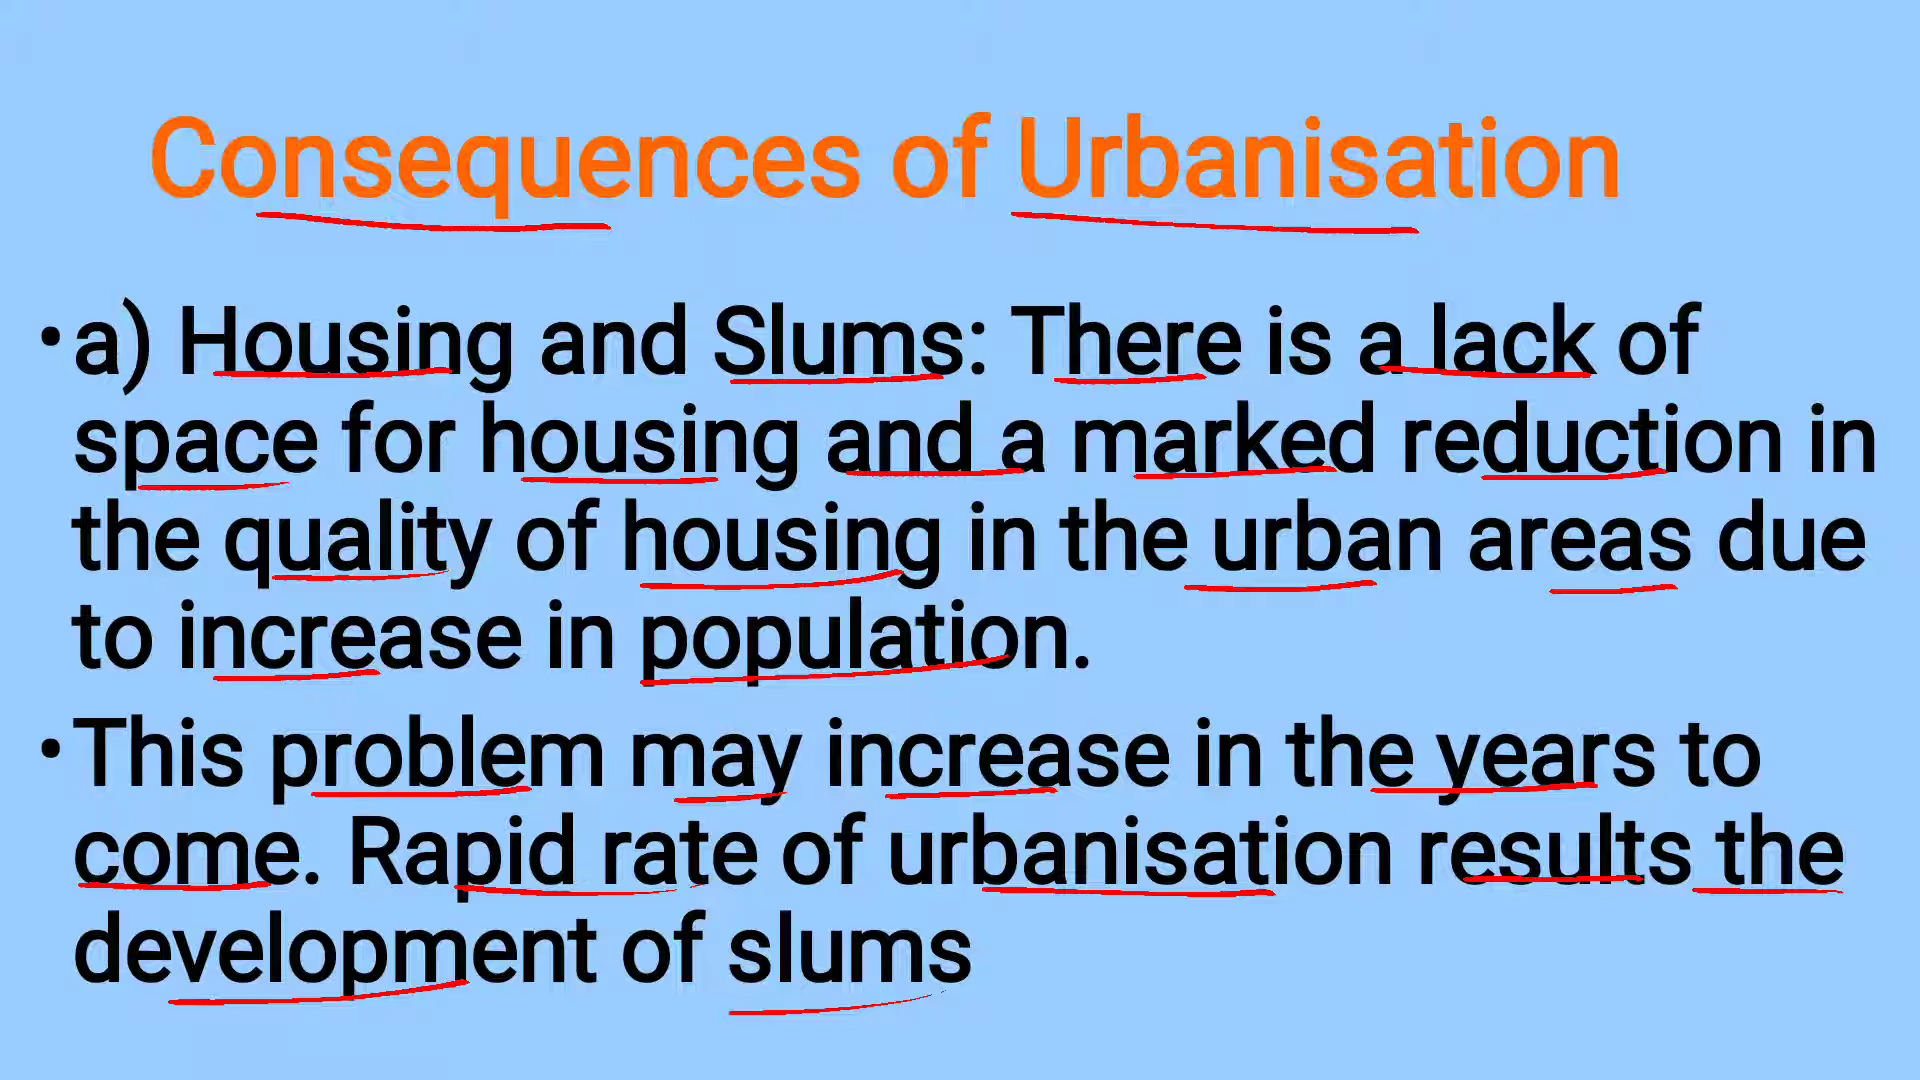 Consequences of Urbanisation
• a) Housing and Slums: There is a lack of
space for housing and a marked reduction in
the quality of housing in the urban areas due
to increase in population.
• This problem may increase in the years to
come. Rapid rate of urbanisation results the
development of slums